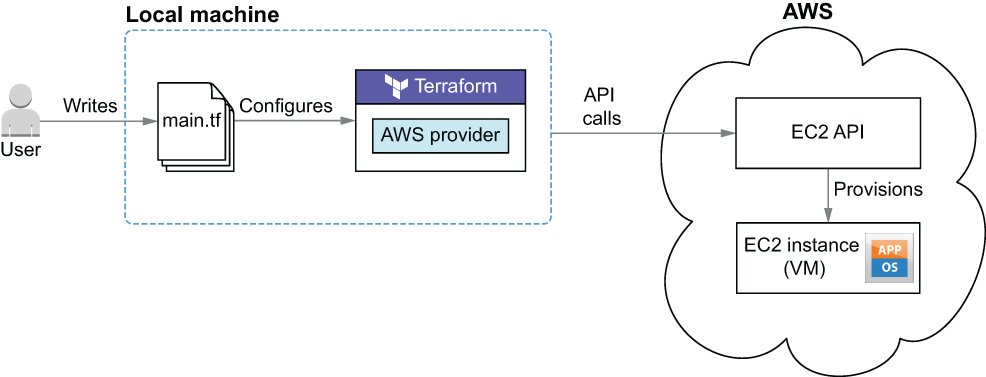 Local machine
AWS
User
Writes
main.tf
Configures
Terraform
AWS provider
API
calls
EC2 API
Provisions
EC2 instance
(VM)
APP
OS